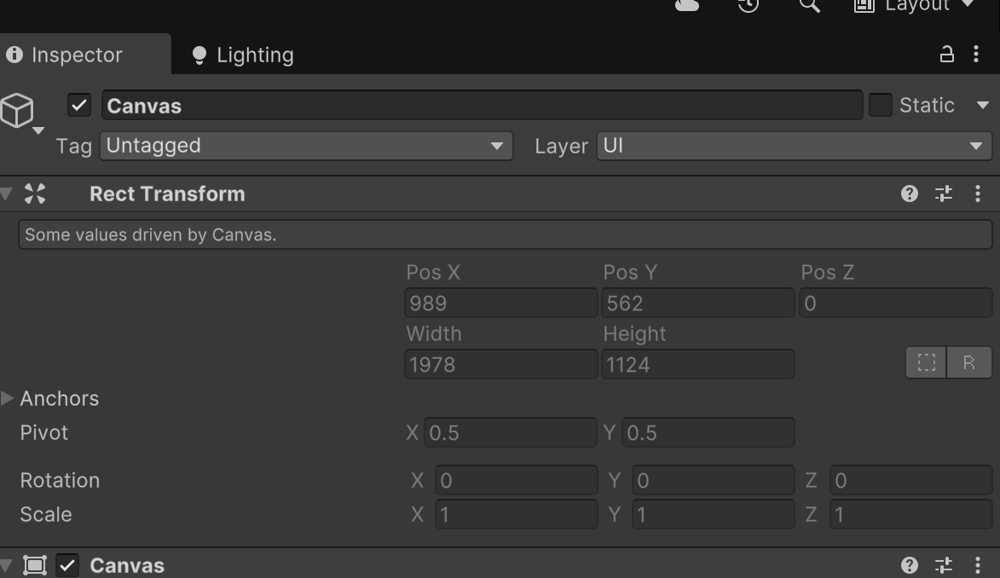 Layout
Inspector Lighting
Canvas Static
Tag Untagged Layer UI
Rect Transform
Some values driven by Canvas.
Pos X Pos Y Pos Z
989 562 0
Width Height
1978 1124
R
Anchors
Pivot X 0.5 Y 0.5
Rotation X 0 Y 0 Z 0
Scale X 1 Y 1 Z 1
Canvas